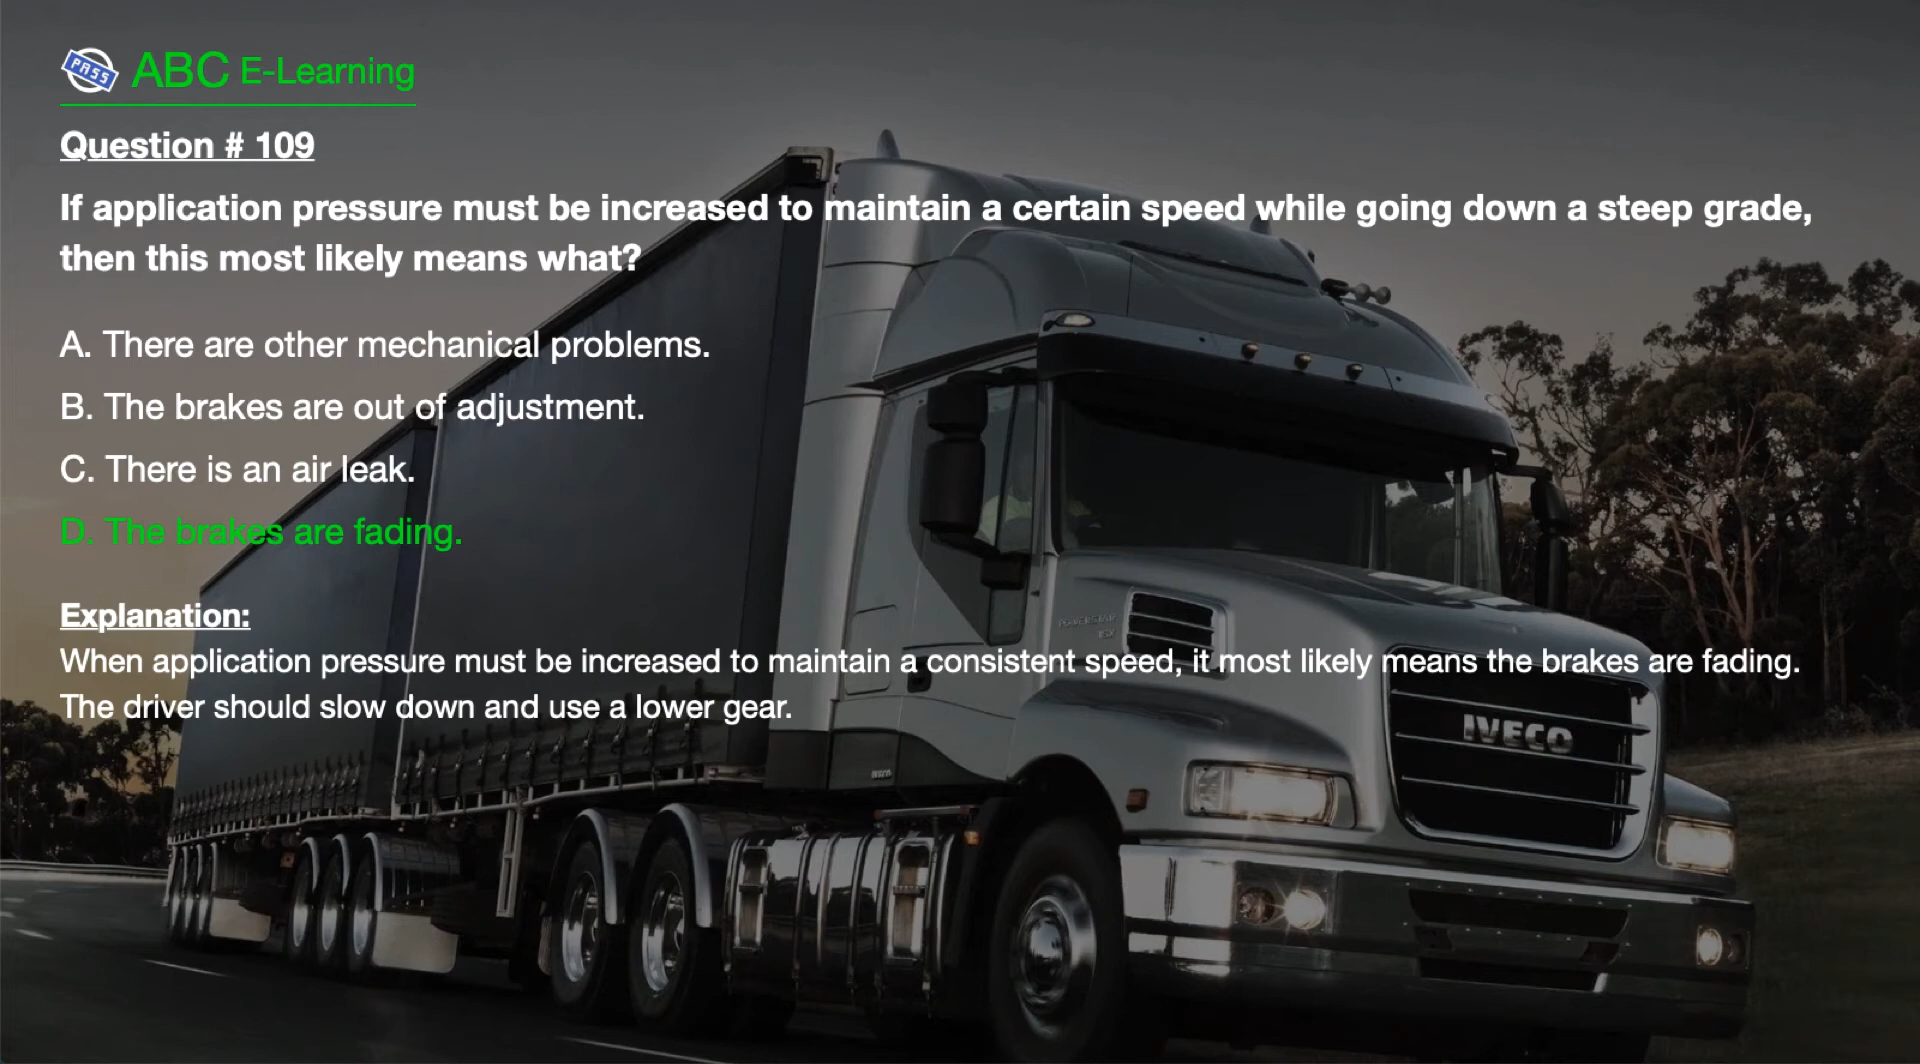 PASS ABC E-Learning
Question # 109
If application pressure must be increased to maintain a certain speed while going down a steep grade,
then this most likely means what?
A. There are other mechanical problems.
B. The brakes are out of adjustment.
C. There is an air leak.
D. The brakes are fading.
Explanation:
When application pressure must be increased to maintain a consistent speed, it most likely means the brakes are fading.
The driver should slow down and use a lower gear.
POWERSTAR
IVECO
IVECO